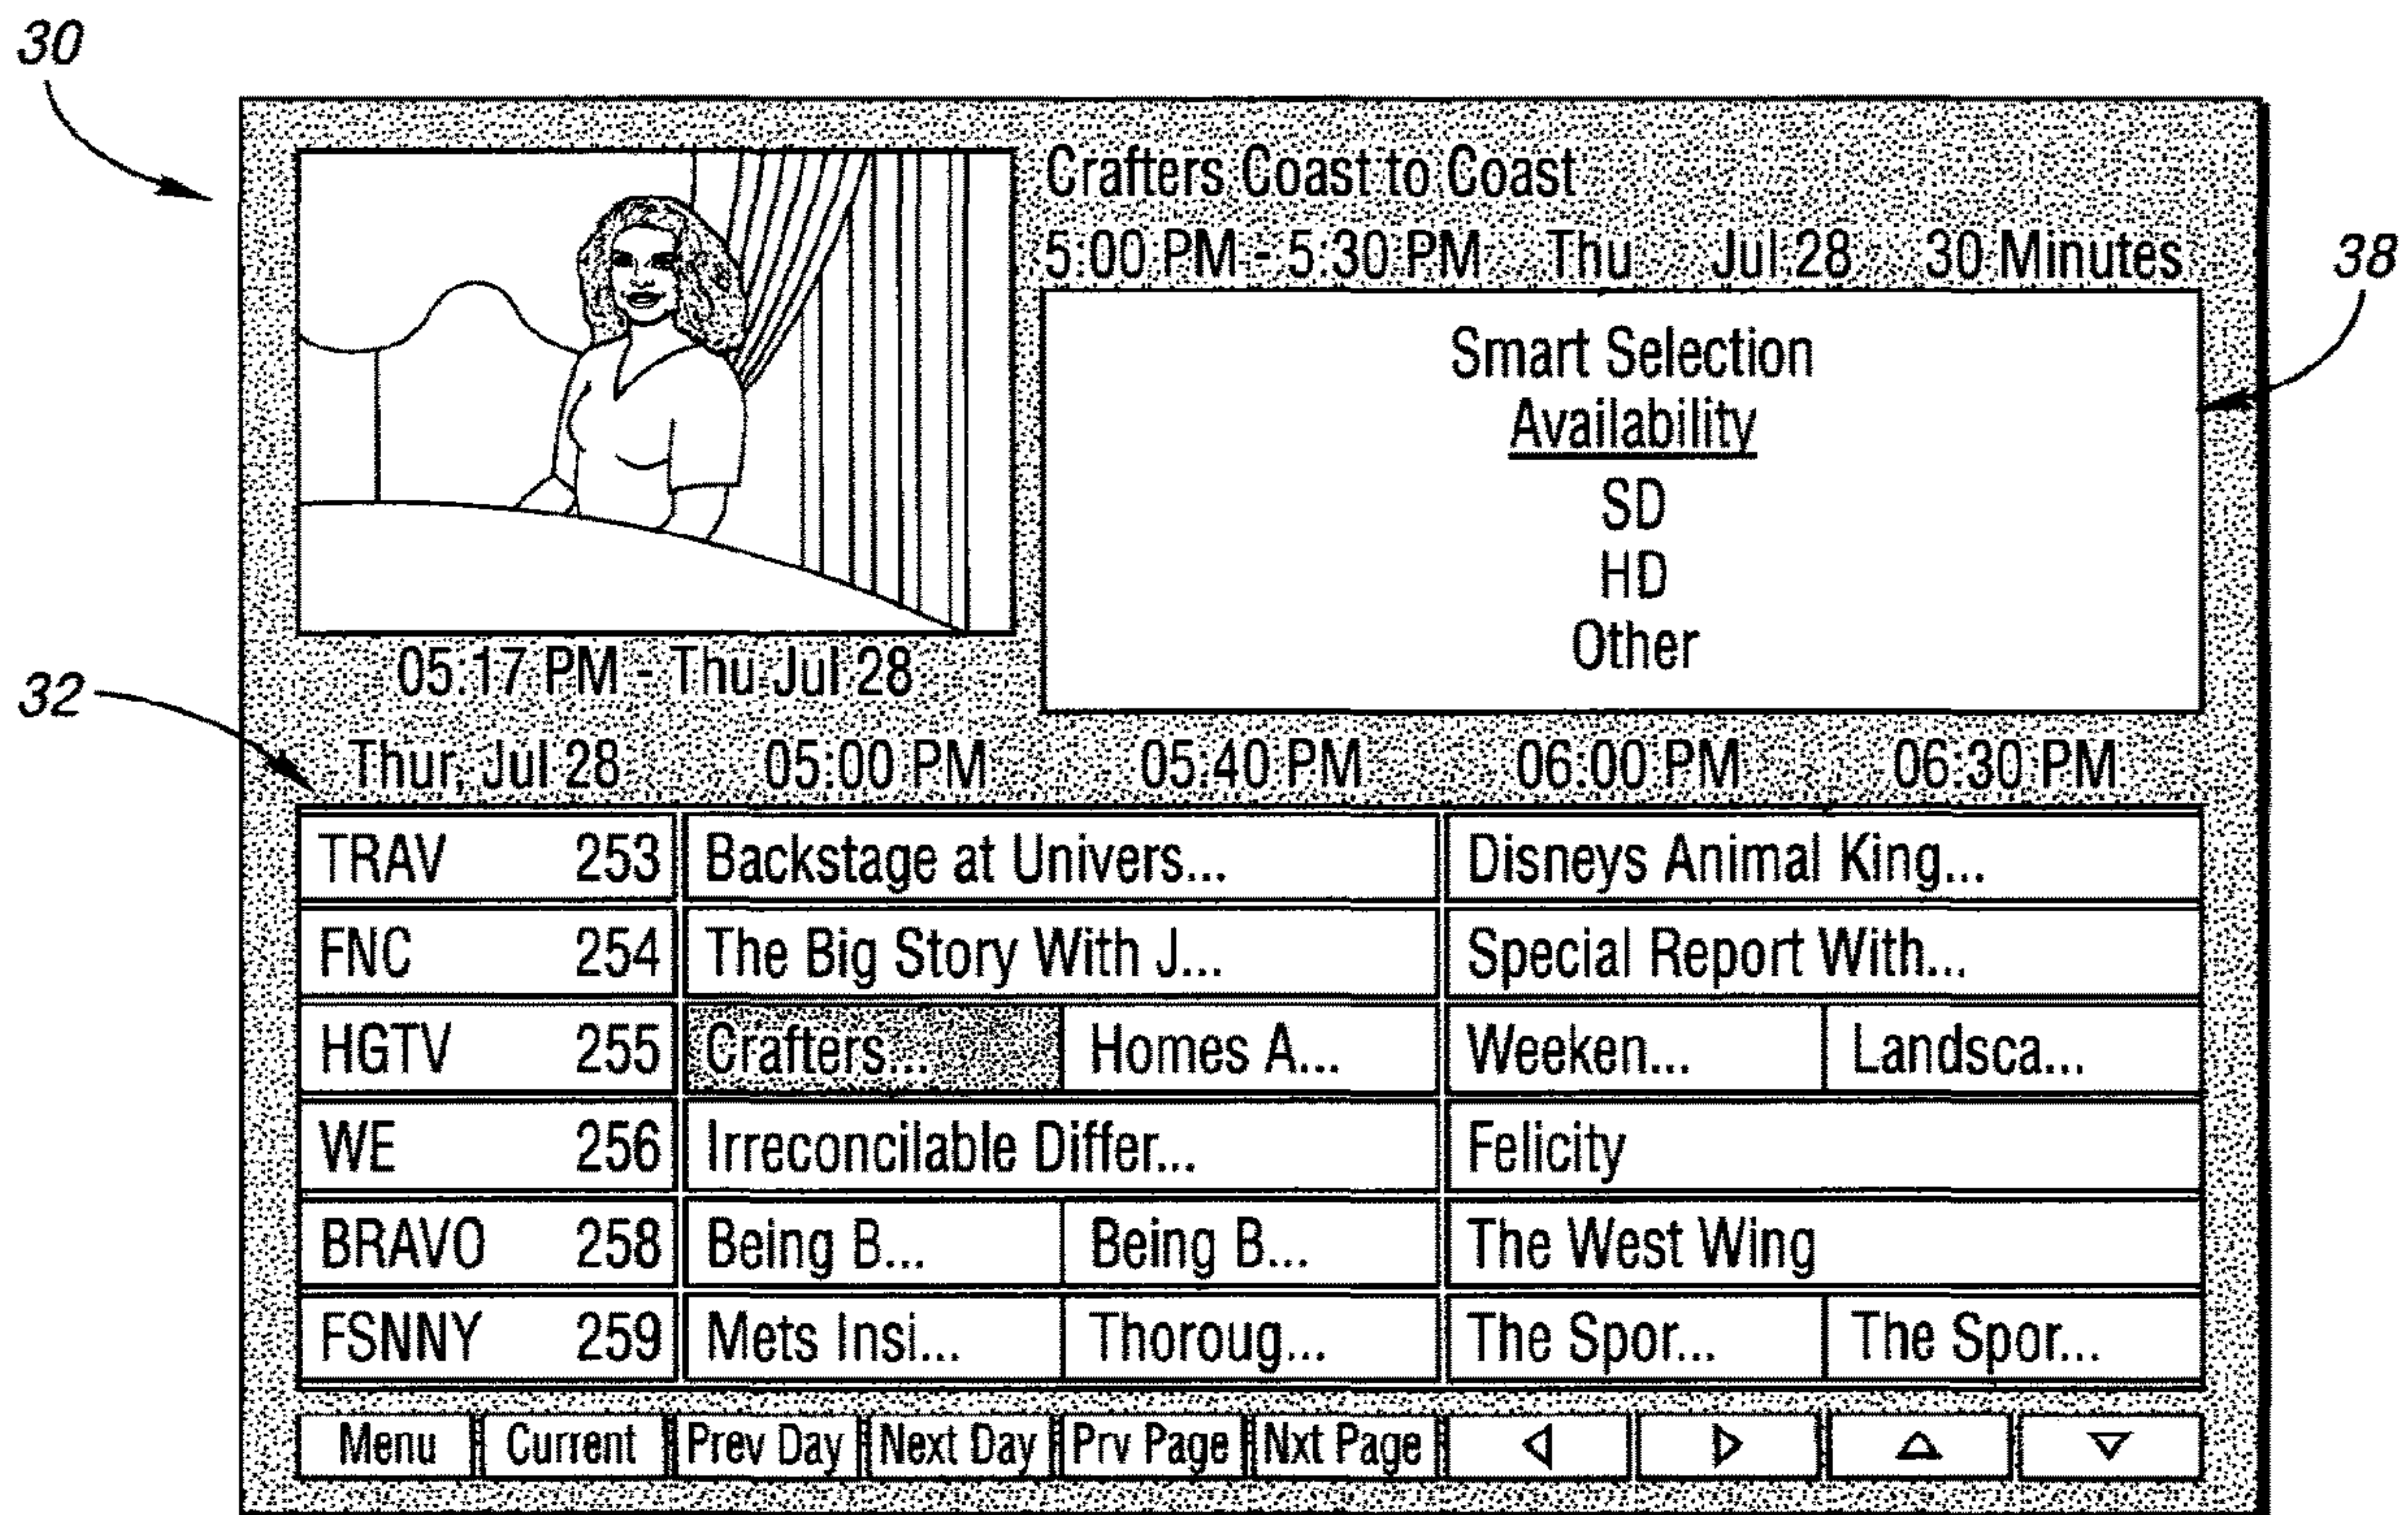 30
Crafters Coast to Coast
5:00 PM - 5:30 PM Thu Jul 28 30 Minutes
38
Smart Selection
Availability
SD
HD
Other
05:17 PM - Thu Jul 28
32
Thur, Jul 28 05:00 PM 05:40 PM 06:00 PM 06:30 PM
TRAV 253 Backstage at Univers... Disneys Animal King...
FNC 254 The Big Story With J... Special Report With...
HGTV 255 Crafters... Homes A... Weeken... Landsca...
WE 256 Irreconcilable Differ... Felicity
BRAVO 258 Being B... Being B... The West Wing
FSNNY 259 Mets Insi... Thoroug... The Spor... The Spor...
Menu Current Prev Day Next Day Prv Page Nxt Page